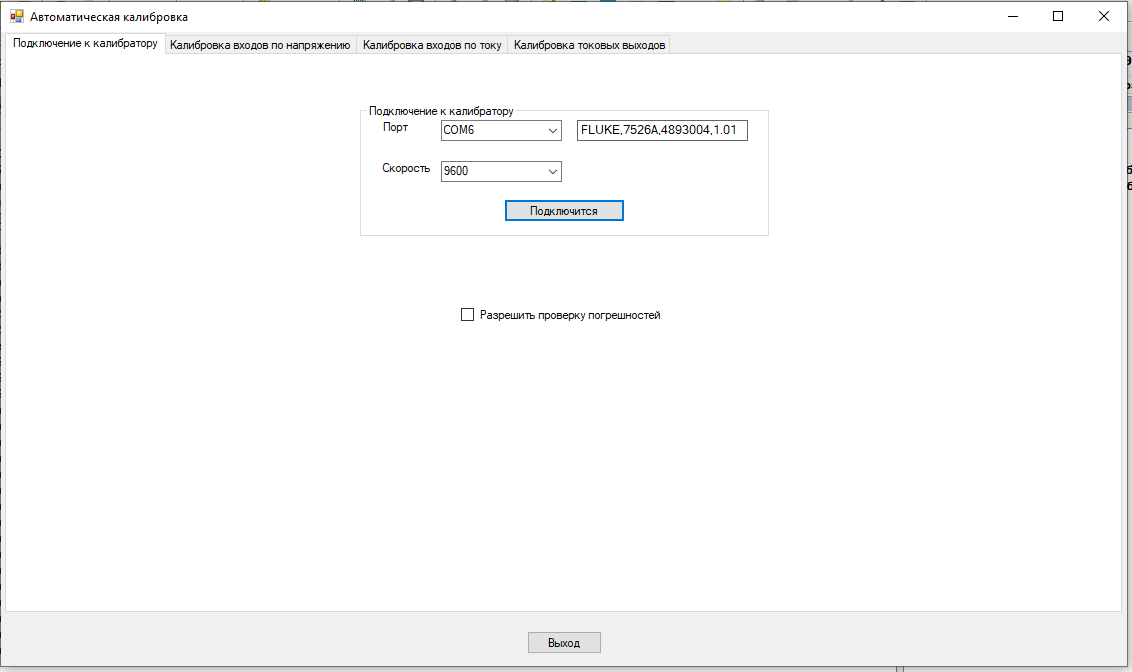 Автоматическая калибровка
Подключение к калибратору Калибровка входов по напряжению Калибровка входов по току Калибровка токовых выходов
Подключение к калибратору
Порт COM6 FLUKE,7526A,4893004,1.01
Скорость 9600
Подключится
Разрешить проверку погрешностей
Выход